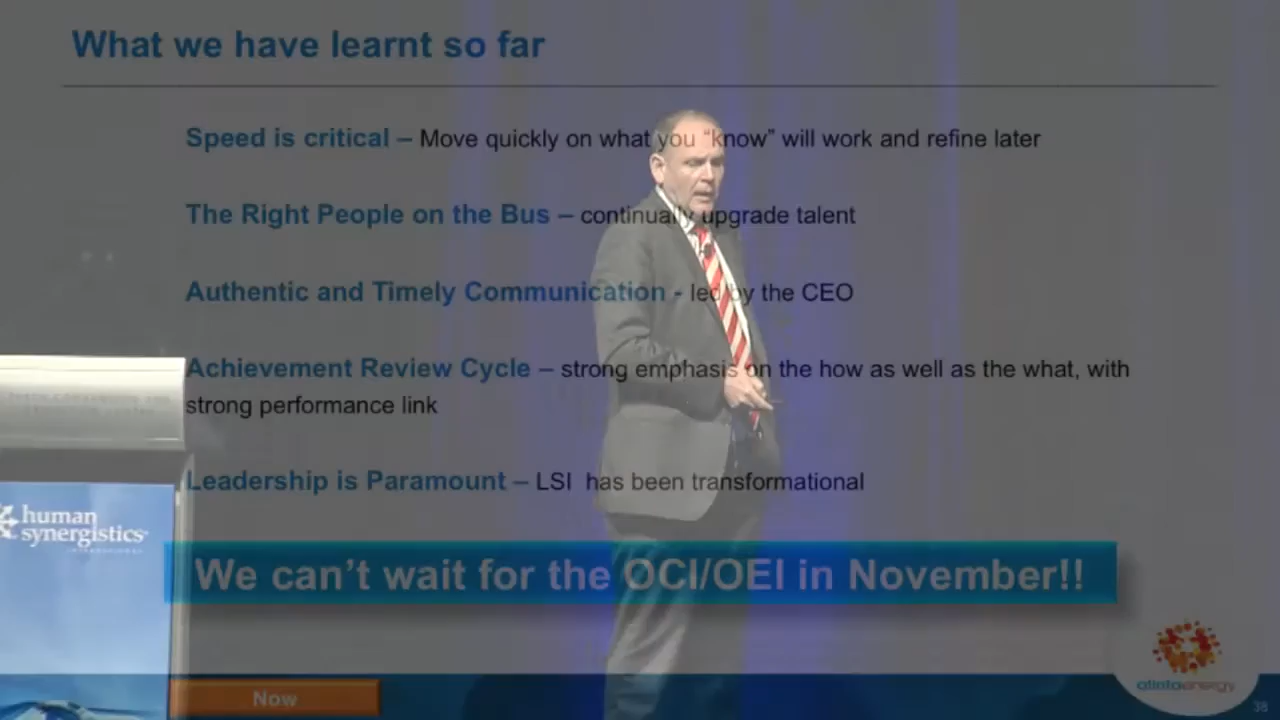 What we have learnt so far
Speed is critical – Move quickly on what you “know” will work and refine later
The Right People on the Bus – continually upgrade talent
Authentic and Timely Communication - led by the CEO
Achievement Review Cycle – strong emphasis on the how as well as the what, with
strong performance link
Leadership is Paramount – LSI has been transformational
human
synergistics
INTERNATIONAL
We can’t wait for the OCI/OEI in November!!
Now
alintaenergy
38